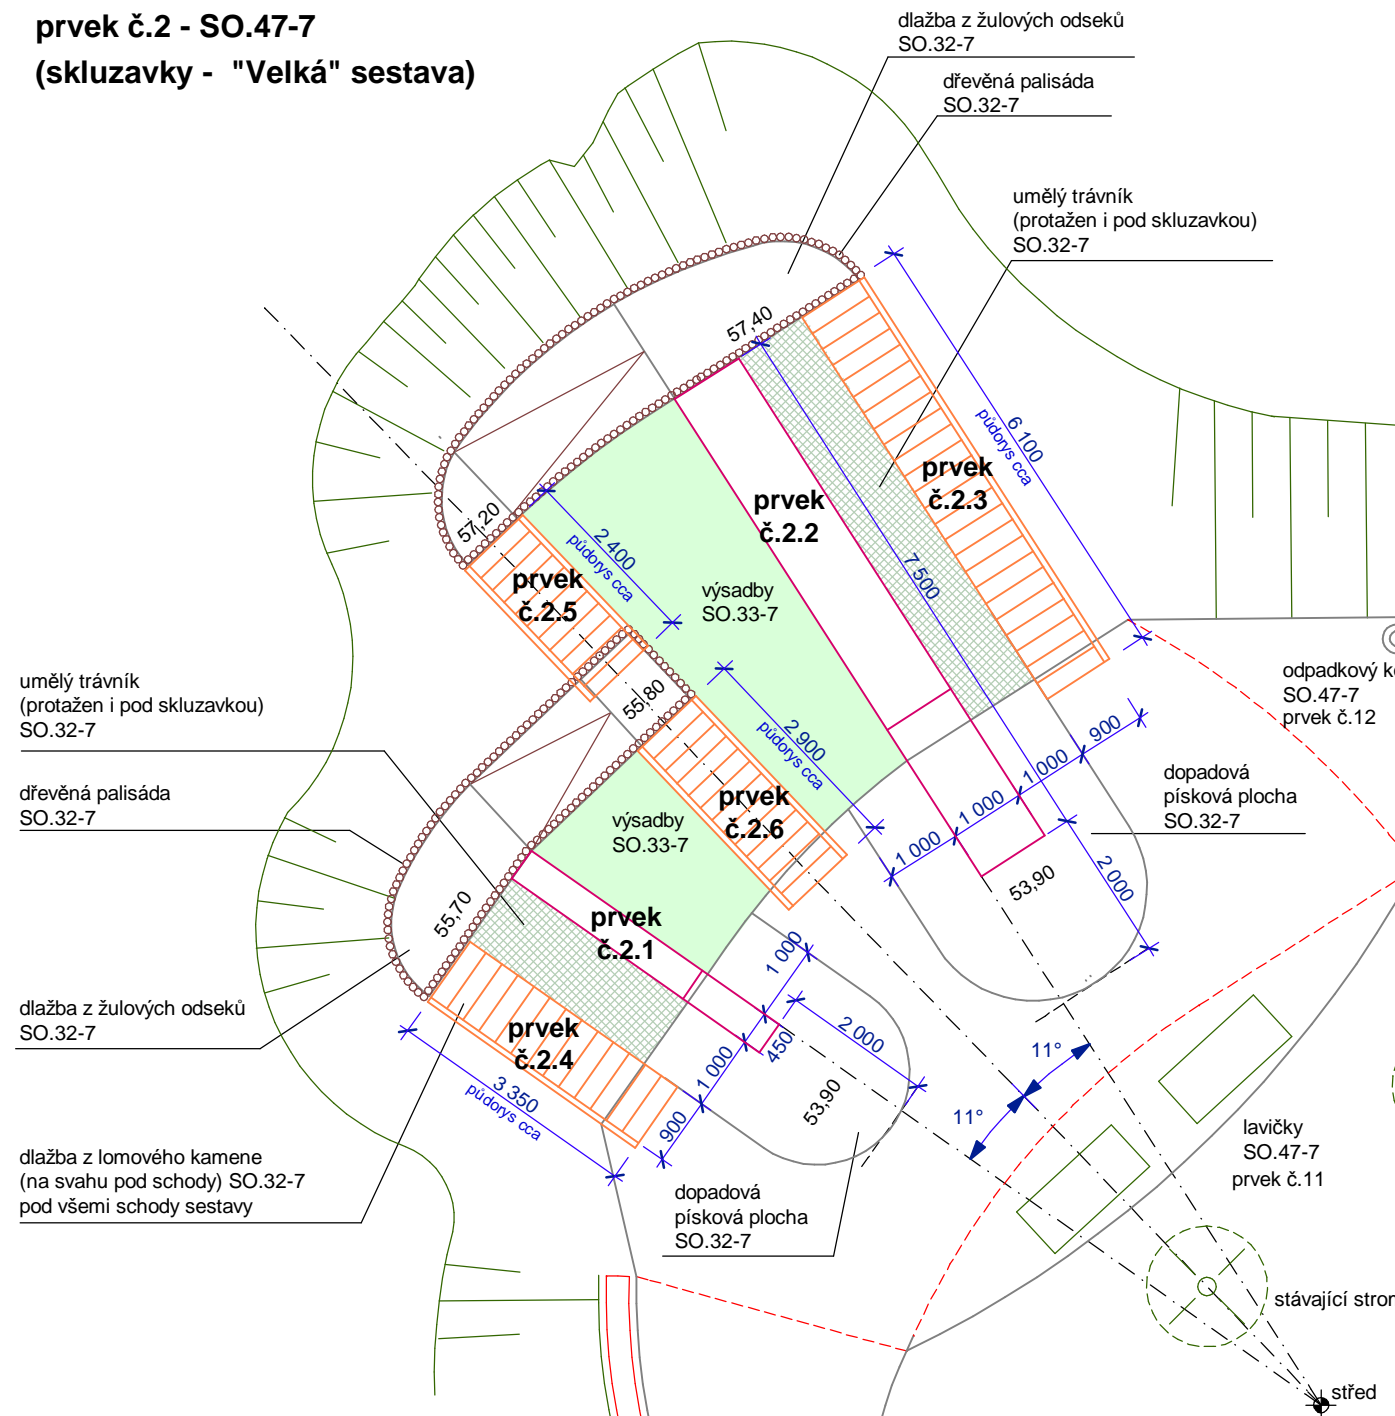 prvek č.2 - SO.47-7
(skluzavky - "Velká" sestava)
dlažba z žulových odseků
SO.32-7
dřevěná palisáda
SO.32-7
umělý trávník
(protažen i pod skluzavkou)
SO.32-7
57,40
6 100
půdorys cca
prvek
č.2.3
prvek
č.2.2
57,20
2 400
půdorys cca
prvek
č.2.5
7 500
výsadby
SO.33-7
umělý trávník
(protažen i pod skluzavkou)
SO.32-7
55,80
odpadkový
SO.47-7
prvek č.12
2 900
půdorys cca
900
1 000
1 000
1 000
dřevěná palisáda
SO.32-7
prvek
č.2.6
dopadová
písková plocha
SO.32-7
výsadby
SO.33-7
53,90
2 000
55,70
prvek
č.2.1
1 000
dlažba z žulových odseků
SO.32-7
prvek
č.2.4
2 000
450
1 000
11°
11°
3 350
půdorys cca
53,90
900
lavičky
SO.47-7
prvek č.11
dlažba z lomového kamene
(na svahu pod schody) SO.32-7
pod všemi schody sestavy
dopadová
písková plocha
SO.32-7
stávající strom
střed